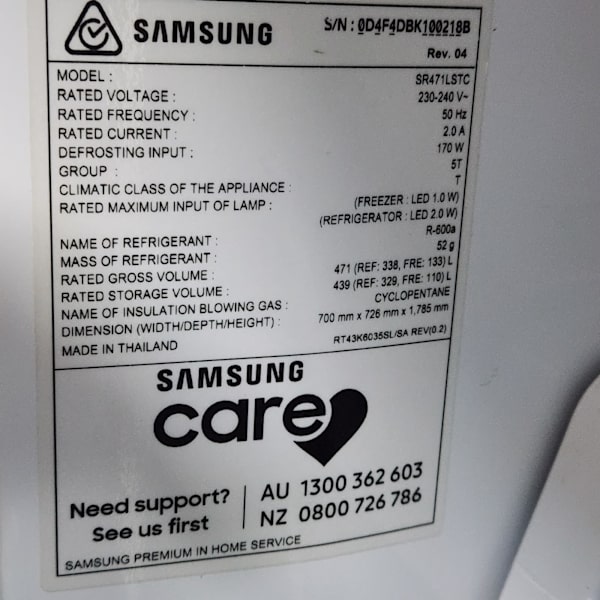 SAMSUNG S/N : 0D4F4DBK100218B
Rev. 04
MODEL : SR471LSTC
RATED VOLTAGE : 230-240 V~
RATED FREQUENCY : 50 Hz
RATED CURRENT : 2.0 A
DEFROSTING INPUT : 170 W
GROUP : 5T
CLIMATIC CLASS OF THE APPLIANCE : T
RATED MAXIMUM INPUT OF LAMP : (FREEZER : LED 1.0 W)
(REFRIGERATOR : LED 2.0 W)
NAME OF REFRIGERANT : R-600a
MASS OF REFRIGERANT : 52 g
RATED GROSS VOLUME : 471 (REF: 338, FRE: 133) L
RATED STORAGE VOLUME : 439 (REF: 329, FRE: 110) L
NAME OF INSULATION BLOWING GAS : CYCLOPENTANE
DIMENSION (WIDTH/DEPTH/HEIGHT) : 700 mm x 726 mm x 1,785 mm
MADE IN THAILAND RT43K6035SL/SA REV(0.2)
SAMSUNG
care
Need support? AU 1300 362 603
See us first NZ 0800 726 786
SAMSUNG PREMIUM IN HOME SERVICE